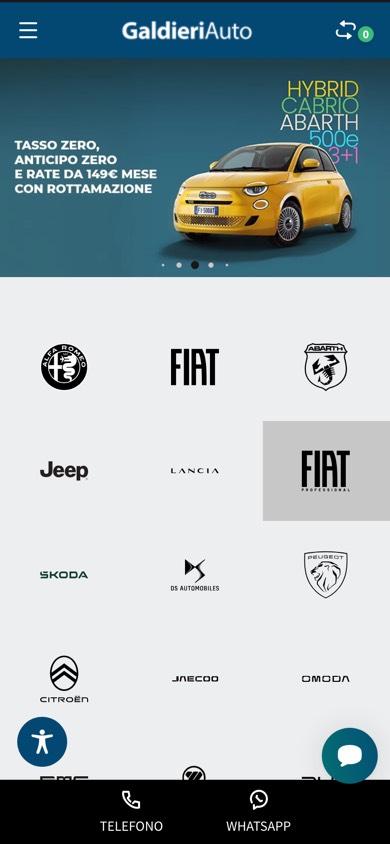 GaldieriAuto
0
HYBRID
CABRIO
ABARTH
500e
3+1
TASSO ZERO,
ANTICIPO ZERO
E RATE DA 149€ MESE
CON ROTTAMAZIONE
ALFA ROMEO
FIAT
ABARTH
Jeep
LANCIA
FIAT
PROFESSIONAL
ŠKODA
DS AUTOMOBILES
PEUGEOT
CITROËN
JAECOO
OMODA
TELEFONO
WHATSAPP